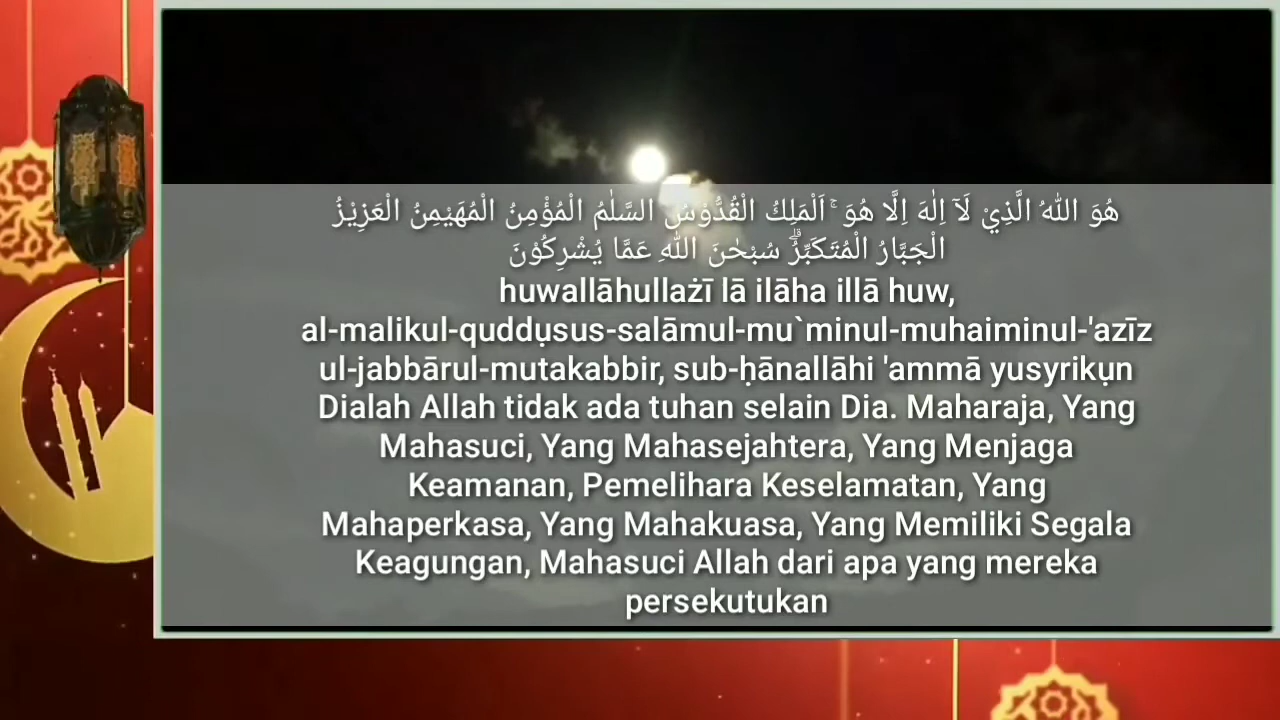 هُوَ اللّٰهُ الَّذِيْ لَآ اِلٰهَ اِلَّا هُوَ ۚ اَلْمَلِكُ الْقُدُّوْسُ السَّلٰمُ الْمُؤْمِنُ الْمُهَيْمِنُ الْعَزِيْزُ
الْجَبَّارُ الْمُتَكَبِّرُۗ سُبْحٰنَ اللّٰهِ عَمَّا يُشْرِكُوْنَ
huwallāhullażī lā ilāha illā huw,
al-malikul-quddụsus-salāmul-mu`minul-muhaiminul-'azīz
ul-jabbārul-mutakabbir, sub-ḥānallāhi 'ammā yusyrikụn
Dialah Allah tidak ada tuhan selain Dia. Maharaja, Yang
Mahasuci, Yang Mahasejahtera, Yang Menjaga
Keamanan, Pemelihara Keselamatan, Yang
Mahaperkasa, Yang Mahakuasa, Yang Memiliki Segala
Keagungan, Mahasuci Allah dari apa yang mereka
persekutukan